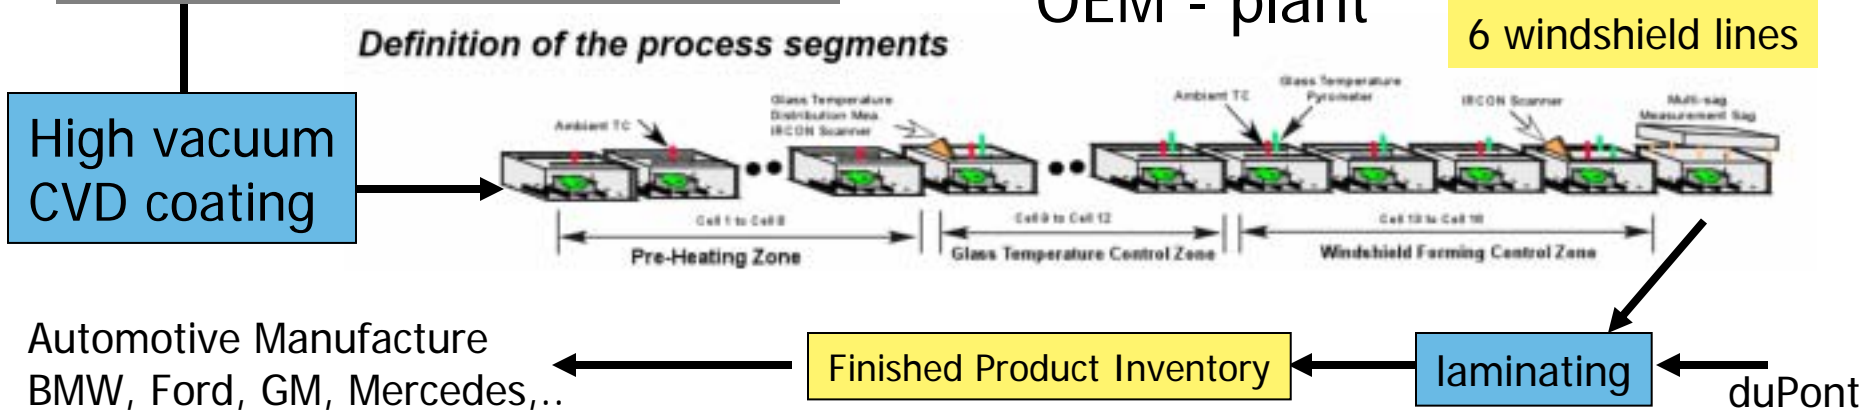 OEM - plant
6 windshield lines
Definition of the process segments
High vacuum
CVD coating
Ambient TC
Glass Temperature
Distribution Mea.
IRCON Scanner
Ambient TC
Glass Temperature
Pyrometer
IRCON Scanner
Multi-sag
Measurement Sag
Cell 1 to Cell 8
Cell 9 to Cell 12
Cell 13 to Cell 18
Pre-Heating Zone
Glass Temperature Control Zone
Windshield Forming Control Zone
Automotive Manufacture
BMW, Ford, GM, Mercedes,..
Finished Product Inventory
laminating
duPont